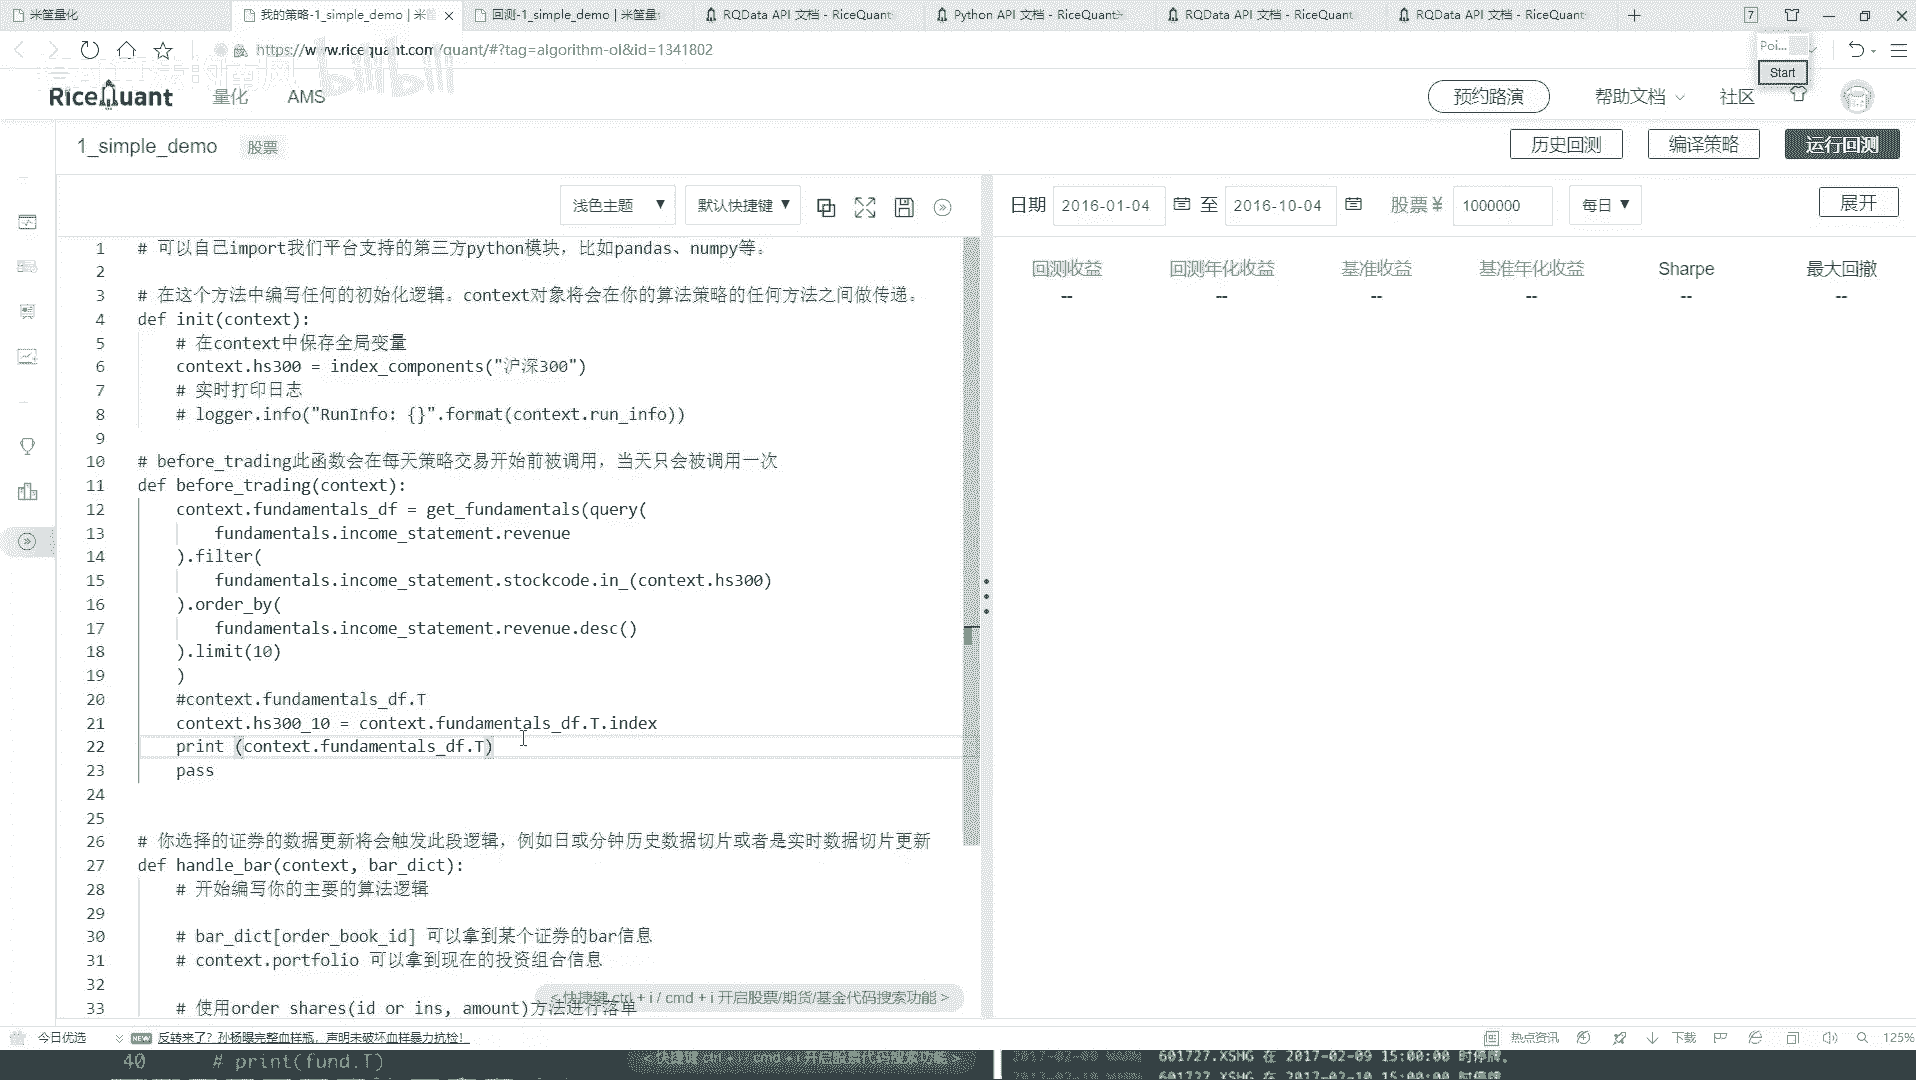 米筐量化
我的策略-1_simple_demo | 米筐
回测-1_simple_demo | 米筐量
RQData API 文档 - RiceQuant
Python API 文档 - RiceQuant
RQData API 文档 - RiceQuant
RQData API 文档 - RiceQuant
7
https://www.ricequant.com/quant/#?tag=algorithm-ol&id=1341802
Poi...
Start
bilibili
RiceQuant
量化
AMS
预约路演
帮助文档
社区
1_simple_demo
股票
历史回测
编译策略
运行回测
浅色主题
默认快捷键
日期
2016-01-04
至
2016-10-04
股票 ¥
1000000
每日
展开
回测收益 回测年化收益 基准收益 基准年化收益 Sharpe 最大回撤
-- -- -- -- -- --
1 # 可以自己import我们平台支持的第三方python模块，比如pandas、numpy等。
2
3 # 在这个方法中编写任何的初始化逻辑。context对象将会在你的算法策略的任何方法之间做传递。
4 def init(context):
5 # 在context中保存全局变量
6 context.hs300 = index_components("沪深300")
7 # 实时打印日志
8 # logger.info("RunInfo: {}".format(context.run_info))
9
10 # before_trading此函数会在每天策略交易开始前被调用，当天只会被调用一次
11 def before_trading(context):
12 context.fundamentals_df = get_fundamentals(query(
13 fundamentals.income_statement.revenue
14 ).filter(
15 fundamentals.income_statement.stockcode.in_(context.hs300)
16 ).order_by(
17 fundamentals.income_statement.revenue.desc()
18 ).limit(10)
19 )
20 #context.fundamentals_df.T
21 context.hs300_10 = context.fundamentals_df.T.index
22 print (context.fundamentals_df.T)
23 pass
24
25
26 # 你选择的证券的数据更新将会触发此段逻辑，例如日或分钟历史数据切片或者是实时数据切片更新
27 def handle_bar(context, bar_dict):
28 # 开始编写你的主要的算法逻辑
29
30 # bar_dict[order_book_id] 可以拿到某个证券的bar信息
31 # context.portfolio 可以拿到现在的投资组合信息
32
33 # 使用order_shares(id_or_ins, amount)方法进行落单
< 快捷键 ctrl + i / cmd + i 开启股票/期货/基金代码搜索功能 >
今日优选
NEW
反转来了？孙杨曝完整血样瓶，声明未破坏血样暴力抗检！
热点资讯
下载
125%
40 # print(fund.T)
601727.XSHG 在 2017-02-09 15:00:00 时停牌。
601727.XSHG 在 2017-02-10 15:00:00 时停牌。